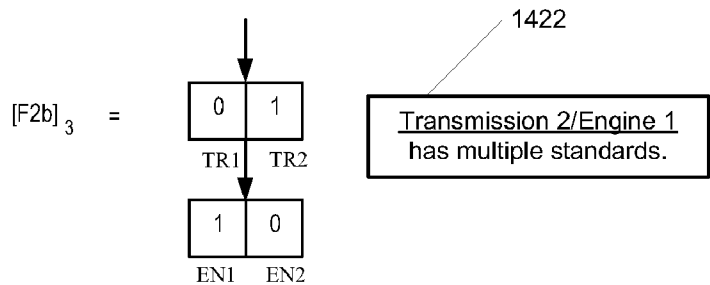 1422
[F2b] 3 =
0 1
TR1 TR2
1 0
EN1 EN2
Transmission 2/Engine 1
has multiple standards.